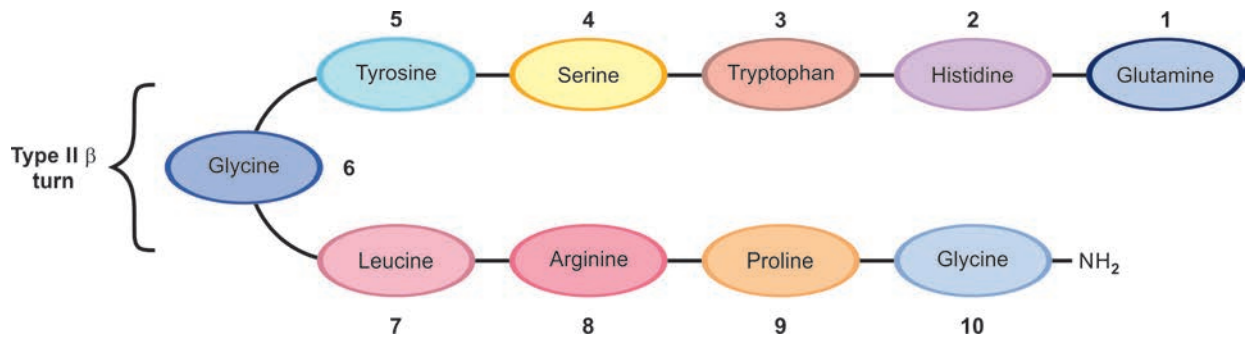 5 4 3 2 1
Tyrosine Serine Tryptophan Histidine Glutamine
Type II β
turn
Glycine 6
Leucine Arginine Proline Glycine NH₂
7 8 9 10